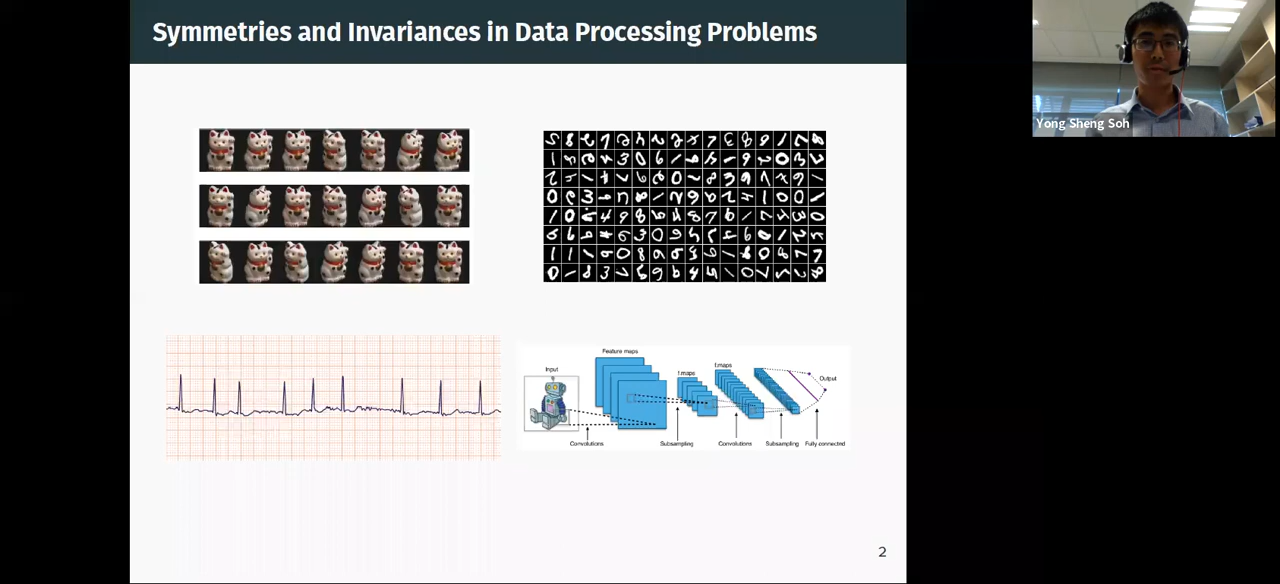 Symmetries and Invariances in Data Processing Problems
Yong Sheng Soh
Feature maps
Input
f.maps
f.maps
Output
Convolutions
Subsampling
Convolutions
Subsampling
Fully connected
2